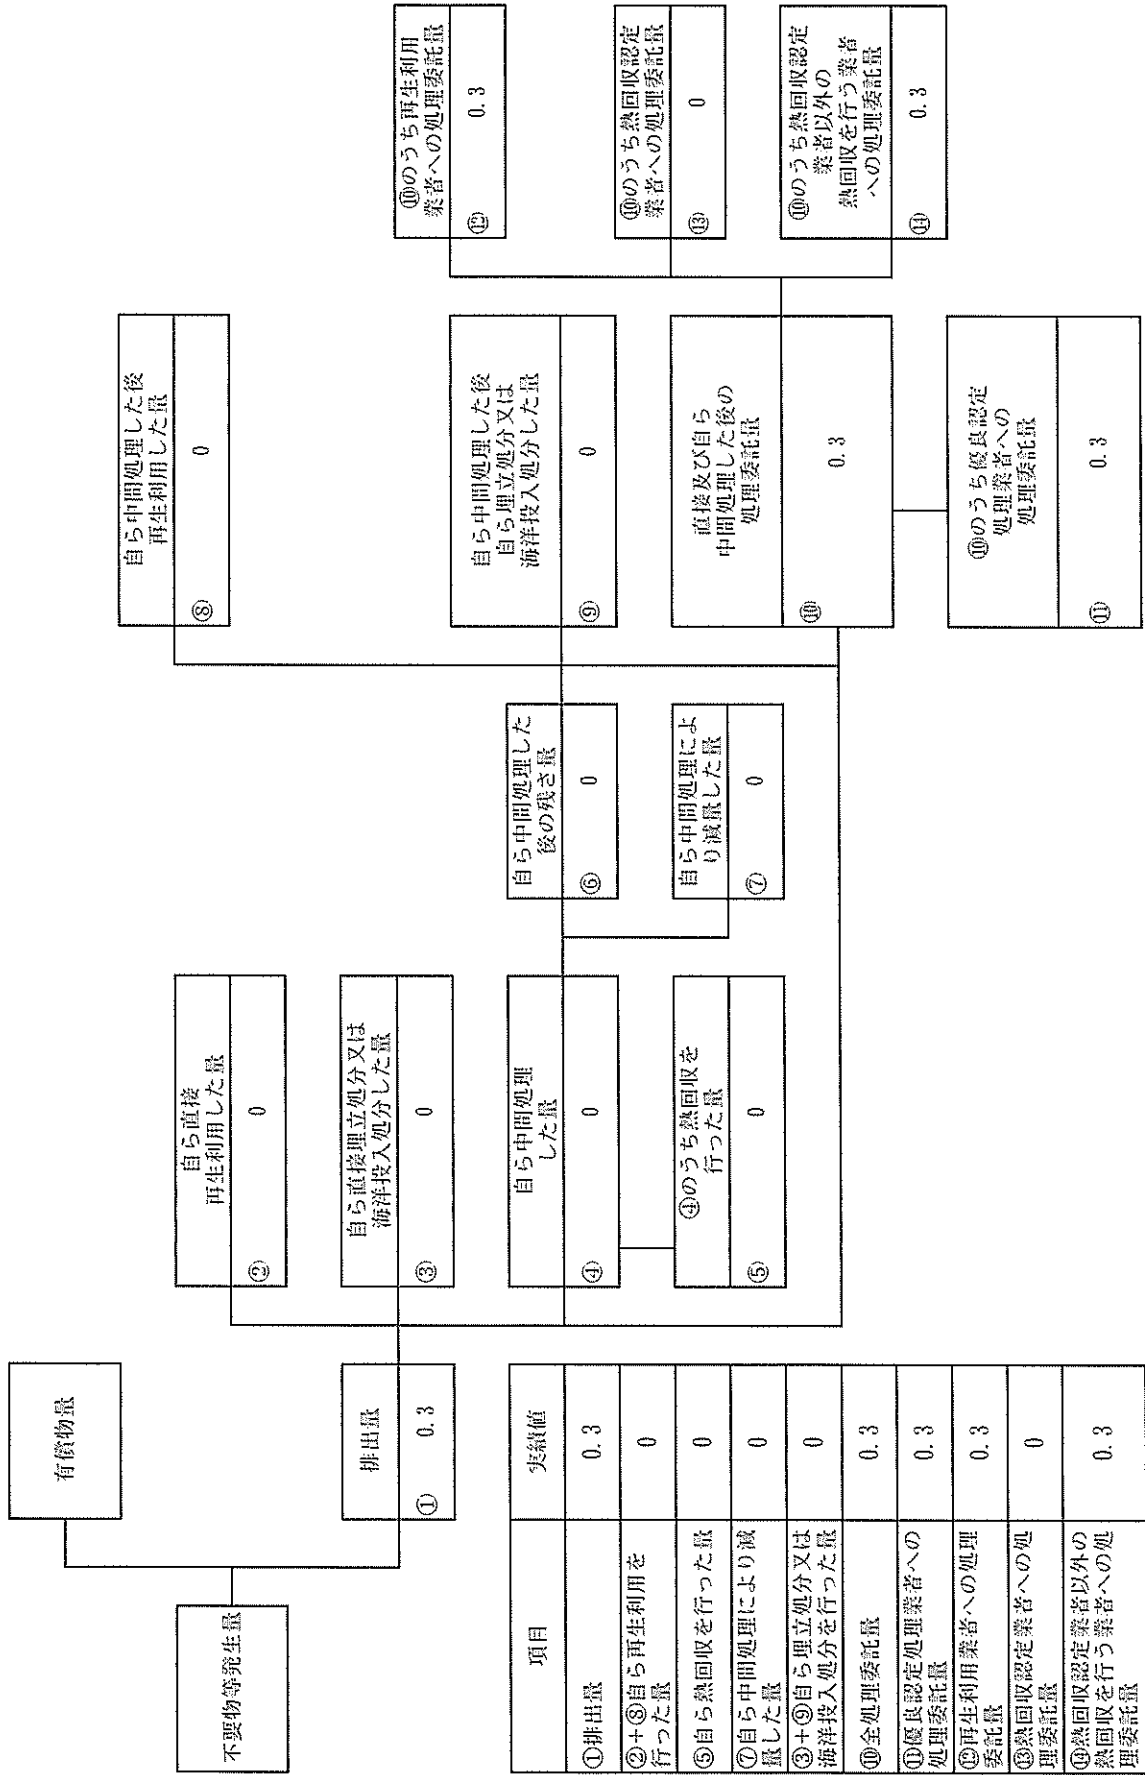 有償物量
不要物等発生量
排出量
① 0.3
自ら直接
再生利用した量
② 0
自ら直接埋立処分又は
海洋投入処分した量
③ 0
自ら中間処理
した量
④ 0
④のうち熱回収を
行った量
⑤ 0
自ら中間処理した
後の残さ量
⑥ 0
自ら中間処理によ
り減量した量
⑦ 0
自ら中間処理した後
再生利用した量
⑧ 0
自ら中間処理した後
自ら埋立処分又は
海洋投入処分した量
⑨ 0
直接及び自ら
中間処理した後の
処理委託量
⑩ 0.3
⑩のうち優良認定
処理業者への
処理委託量
⑪ 0.3
⑩のうち再生利用
業者への処理委託量
⑫ 0.3
⑩のうち熱回収認定
業者への処理委託量
⑬ 0
⑩のうち熱回収認定
業者以外の
熱回収を行う業者
への処理委託量
⑭ 0.3
項目 実績値
①排出量 0.3
②+⑧自ら再生利用を
行った量 0
⑤自ら熱回収を行った量 0
⑦自ら中間処理により減
量した量 0
③+⑨自ら埋立処分又は
海洋投入処分を行った量 0
⑩全処理委託量 0.3
⑪優良認定処理業者への
処理委託量 0.3
⑫再生利用業者への処理
委託量 0.3
⑬熱回収認定業者への処
理委託量 0
⑭熱回収認定業者以外の
熱回収を行う業者への処
理委託量 0.3